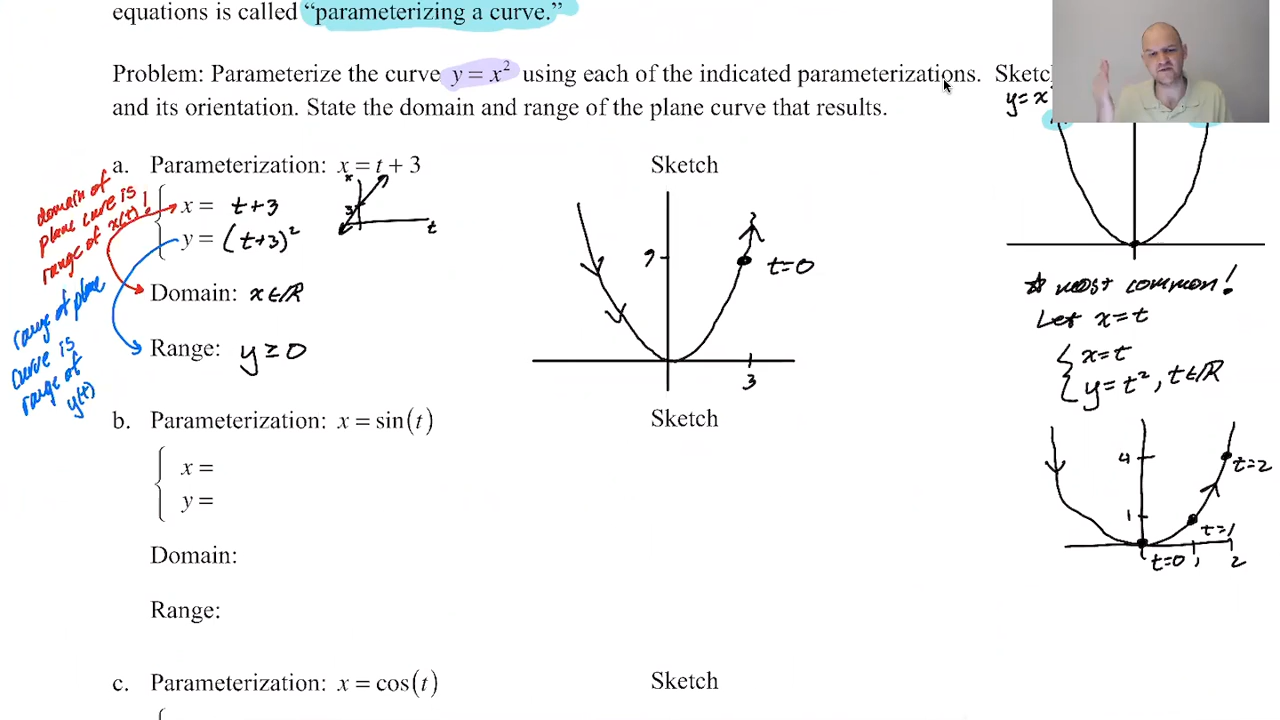 equations is called “parameterizing a curve.”
Problem: Parameterize the curve y = x² using each of the indicated parameterizations. Sketc
and its orientation. State the domain and range of the plane curve that results.
y=x
a. Parameterization: x = t + 3
Sketch
x
3
t
{ x = t+3
y = (t+3)²
domain of
plane curve is
range of x(t)!
Domain: x∈ℝ
range of plane
curve is
range of
y(t)
Range: y ≥ 0
9
t=0
3
☆ most common!
Let x=t
{ x=t
y=t², t∈ℝ
b. Parameterization: x = sin(t)
Sketch
{ x =
y =
4
t=2
1
t=1
t=0
1
2
Domain:
Range:
c. Parameterization: x = cos(t)
Sketch